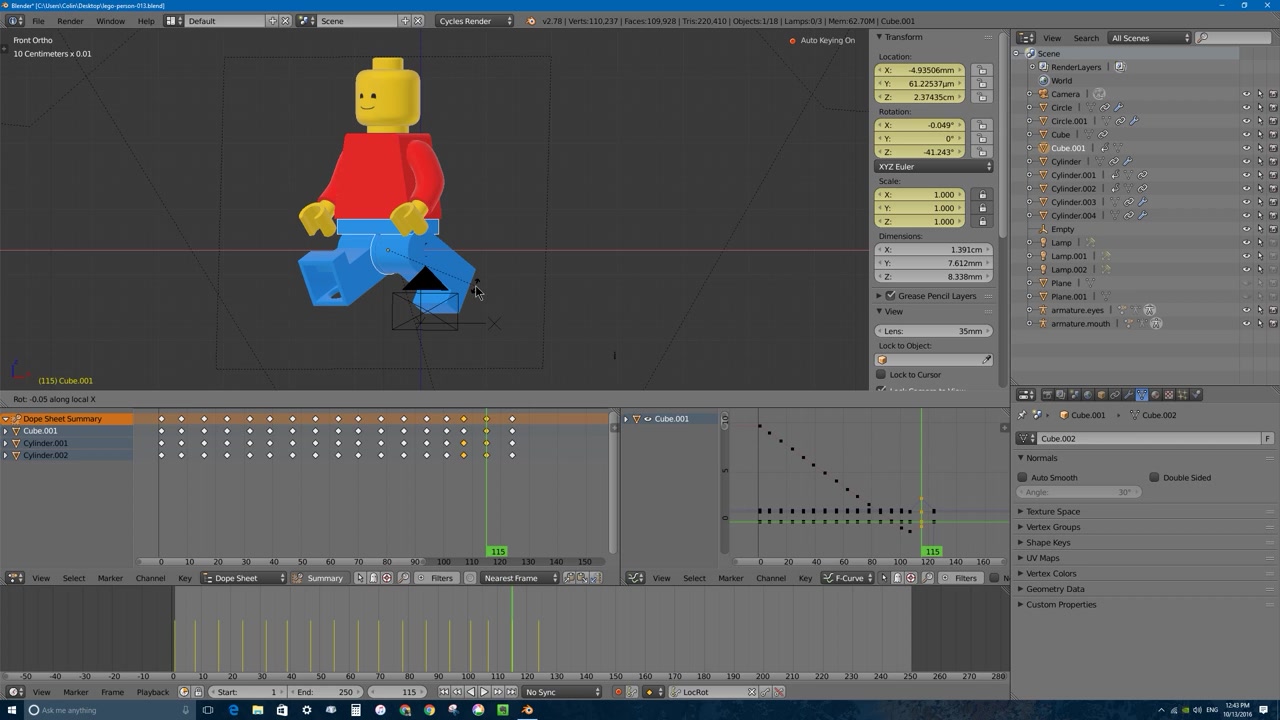 Blender* [C:\Users\Colin\Desktop\lego-person-013.blend]
File Render Window Help Default Scene Cycles Render v2.78 | Verts:110,237 | Faces:109,928 | Tris:220,410 | Objects:1/18 | Lamps:0/3 | Mem:62.70M | Cube.001
Front Ortho
10 Centimeters x 0.01
Auto Keying On
Transform
Location:
X: -4.93506mm
Y: 61.22537µm
Z: 2.37435cm
Rotation:
X: -0.049°
Y: 0°
Z: -41.243°
XYZ Euler
Scale:
X: 1.000
Y: 1.000
Z: 1.000
Dimensions:
X: 1.391cm
Y: 7.612mm
Z: 8.338mm
Grease Pencil Layers
View
Lens: 35mm
Lock to Object:
Lock to Cursor
(115) Cube.001
Rot: -0.05 along local X
View Search All Scenes
Scene
RenderLayers
World
Camera
Circle
Circle.001
Cube
Cube.001
Cylinder
Cylinder.001
Cylinder.002
Cylinder.003
Cylinder.004
Empty
Lamp
Lamp.001
Lamp.002
Plane
Plane.001
armature.eyes
armature.mouth
Cube.001 Cube.002
Cube.002 F
Normals
Auto Smooth Double Sided
Angle: 30°
Texture Space
Vertex Groups
Shape Keys
UV Maps
Vertex Colors
Geometry Data
Custom Properties
Dope Sheet Summary
Cube.001
Cylinder.001
Cylinder.002
115
0 10 20 30 40 50 60 70 80 90 100 110 120 130 140 150
View Select Marker Channel Key Dope Sheet Summary Filters Nearest Frame
Cube.001
5
0
115
0 20 40 60 80 100 120 140 160
View Select Marker Channel Key F-Curve Filters
-50 -40 -30 -20 -10 0 10 20 30 40 50 60 70 80 90 100 110 120 130 140 150 160 170 180 190 200 210 220 230 240 250 260 270 280
View Marker Frame Playback Start: 1 End: 250 115 No Sync LocRot
Ask me anything
ENG
12:43 PM
10/13/2016